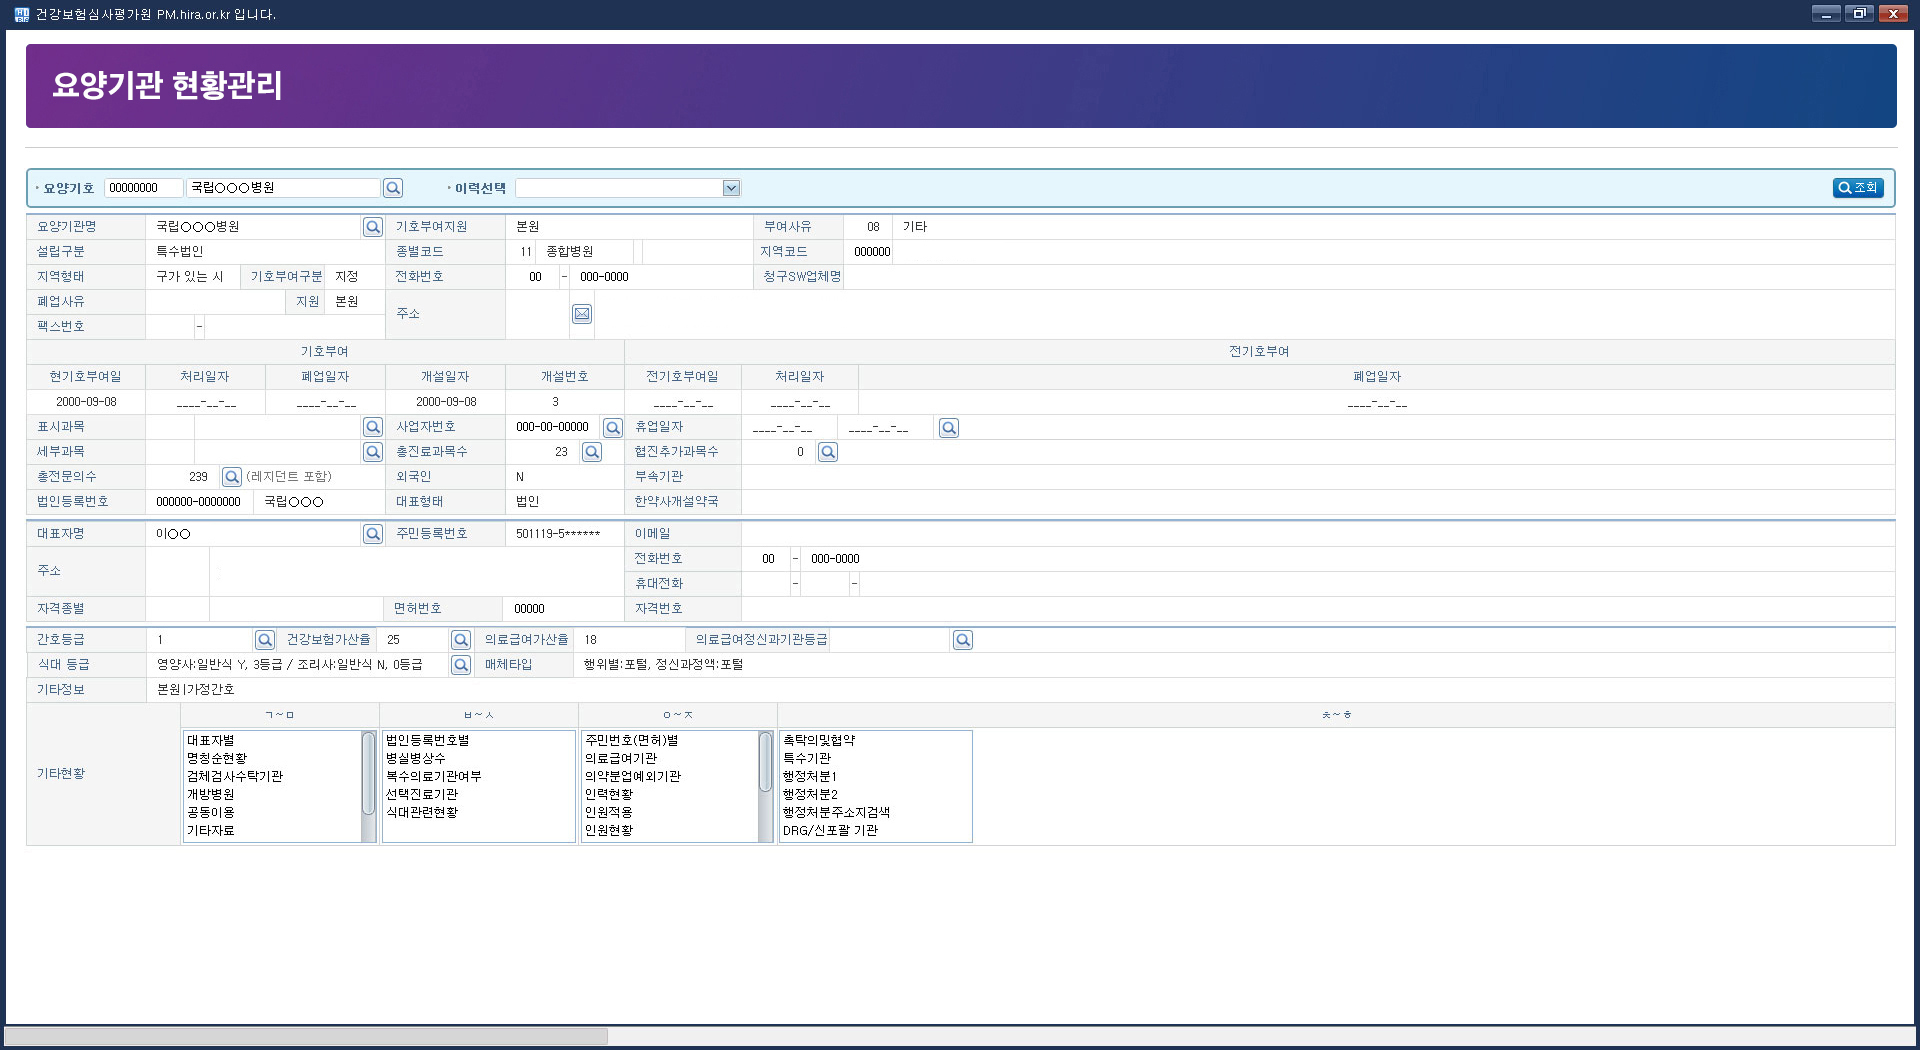 건강보험심사평가원 PM.hira.or.kr 입니다.
요양기관 현황관리
· 요양기호 00000000 국립○○○병원 · 이력선택 조회
요양기관명 국립○○○병원 기호부여지원 본원 부여사유 08 기타
설립구분 특수법인 종별코드 11 종합병원 지역코드 000000
지역형태 구가 있는 시 기호부여구분 지정 전화번호 00 - 000-0000 청구SW업체명
폐업사유 지원 본원 주소
팩스번호 -
기호부여 전기호부여
현기호부여일 처리일자 폐업일자 개설일자 개설번호 전기호부여일 처리일자 폐업일자
2000-09-08 ____-__-__ ____-__-__ 2000-09-08 3 ____-__-__ ____-__-__ ____-__-__
표시과목 사업자번호 000-00-00000 휴업일자 ____-__-__ ____-__-__
세부과목 총진료과목수 23 협진추가과목수 0
총전문의수 239 (레지던트 포함) 외국인 N 부속기관
법인등록번호 000000-0000000 국립○○○ 대표형태 법인 한약사개설약국
대표자명 이○○ 주민등록번호 501119-5****** 이메일
주소 전화번호 00 - 000-0000
휴대전화 - -
자격종별 면허번호 00000 자격번호
간호등급 1 건강보험가산율 25 의료급여가산율 18 의료급여정신과기관등급
식대 등급 영양사:일반식 Y, 3등급 / 조리사:일반식 N, 0등급 매체타입 행위별:포털, 정신과정액:포털
기타정보 본원|가정간호
기타현황 ㄱ~ㅁ ㅂ~ㅅ ㅇ~ㅈ ㅊ~ㅎ
대표자별 법인등록번호별 주민번호(면허)별 촉탁의및협약
명칭순현황 병실병상수 의료급여기관 특수기관
검체검사수탁기관 복수의료기관여부 의약분업예외기관 행정처분1
개방병원 선택진료기관 인력현황 행정처분2
공동이용 식대관련현황 인원적용 행정처분주소지검색
기타자료 인원현황 DRG/신포괄 기관